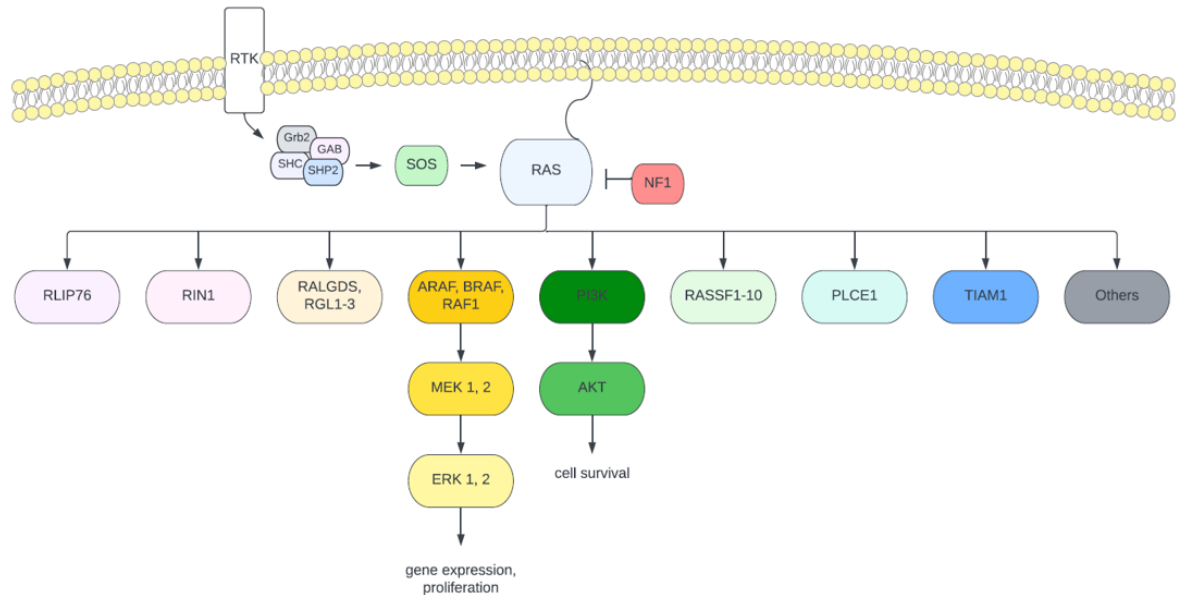 RTK
Grb2
GAB
SHC
SHP2
SOS
RAS
NF1
RLIP76
RIN1
RALGDS,
RGL1-3
ARAF, BRAF,
RAF1
PI3K
RASSF1-10
PLCE1
TIAM1
Others
MEK 1, 2
AKT
ERK 1, 2
cell survival
gene expression,
proliferation